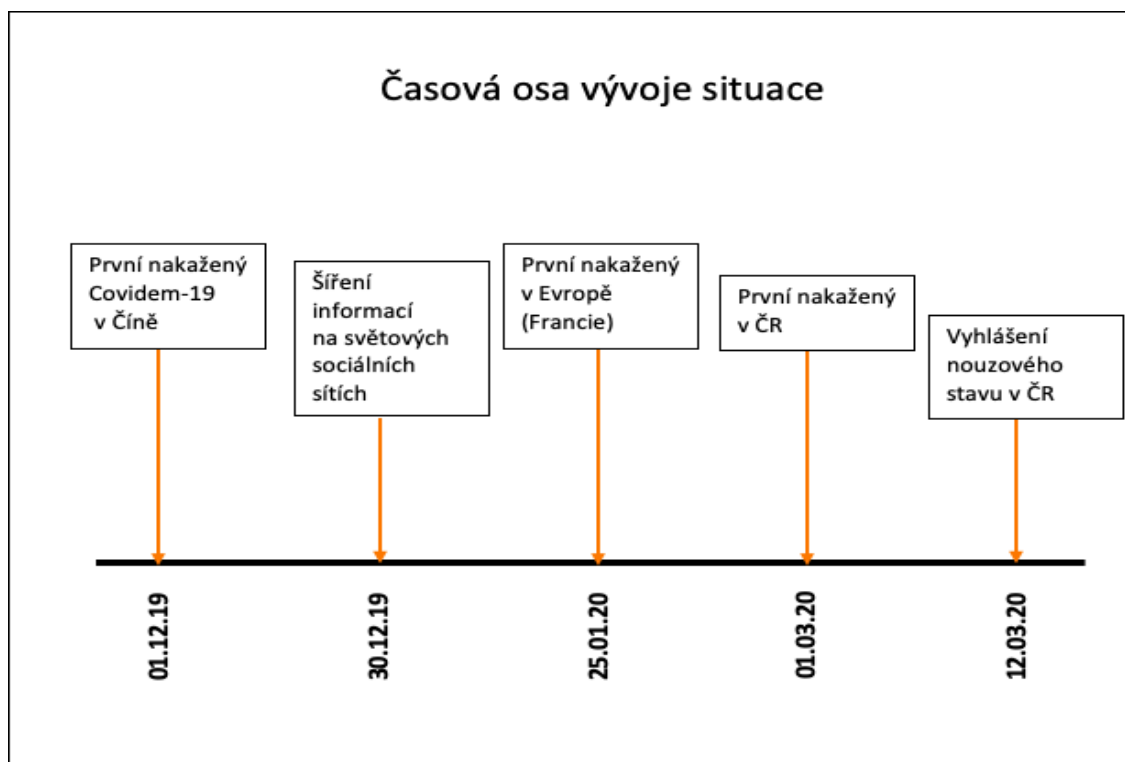 Časová osa vývoje situace
První nakažený
Covidem-19
v Číně
Šíření
informací
na světových
sociálních
sítích
První nakažený
v Evropě
(Francie)
První nakažený
v ČR
Vyhlášení
nouzového
stavu v ČR
01.12.19
30.12.19
25.01.20
01.03.20
12.03.20